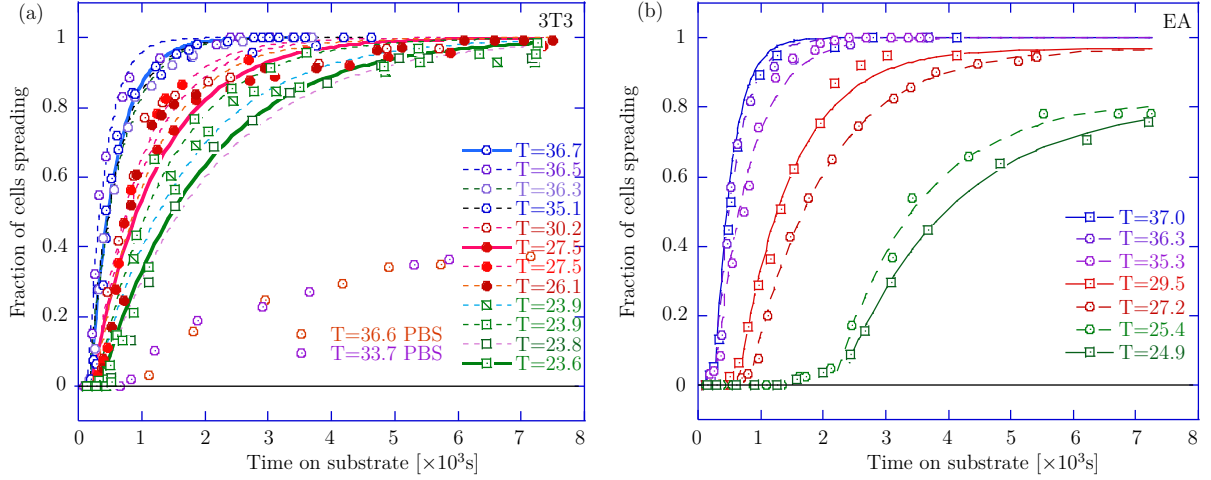 (a)
3T3
Fraction of cells spreading
1
0.8
0.6
0.4
0.2
0
T=36.7
T=36.5
T=36.3
T=35.1
T=30.2
T=27.5
T=27.5
T=26.1
T=23.9
T=23.9
T=23.8
T=23.6
T=36.6 PBS
T=33.7 PBS
0 1 2 3 4 5 6 7 8
Time on substrate [×10³s]
(b)
EA
Fraction of cells spreading
1
0.8
0.6
0.4
0.2
0
T=37.0
T=36.3
T=35.3
T=29.5
T=27.2
T=25.4
T=24.9
0 1 2 3 4 5 6 7 8
Time on substrate [×10³s]